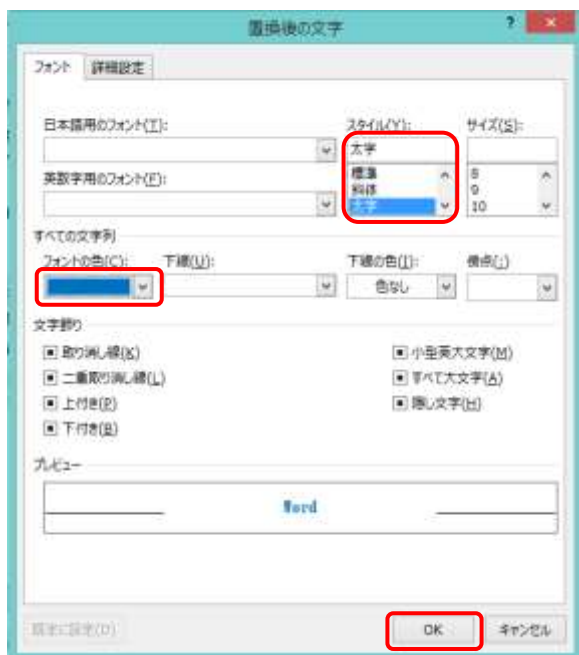 置換後の文字 ?
フォント 詳細設定
日本語用のフォント(T): スタイル(Y): サイズ(S):
太字
標準 8
斜体 9
太字 10
英数字用のフォント(F):
すべての文字列
フォントの色(C): 下線(U): 下線の色(I): 傍点(:)
色なし
文字飾り
取り消し線(K) 小型英大文字(M)
二重取り消し線(L) すべて大文字(A)
上付き(P) 隠し文字(H)
下付き(B)
プレビュー
Word
既定に設定(D) OK キャンセル